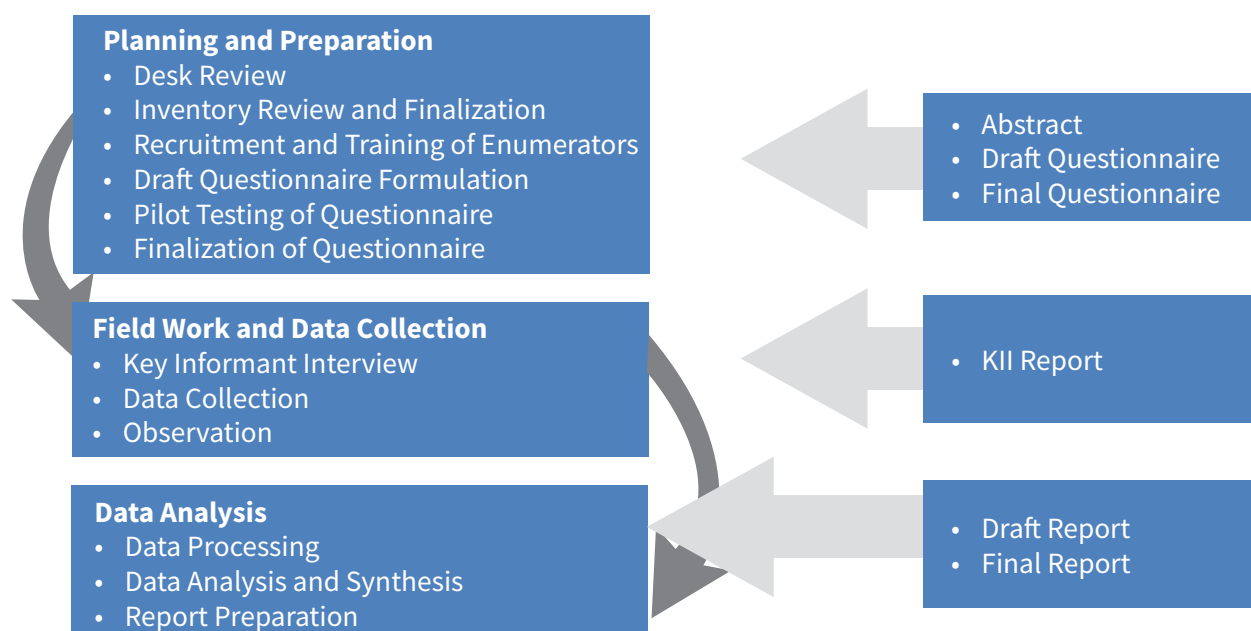 Planning and Preparation
• Desk Review
• Inventory Review and Finalization
• Recruitment and Training of Enumerators
• Draft Questionnaire Formulation
• Pilot Testing of Questionnaire
• Finalization of Questionnaire
• Abstract
• Draft Questionnaire
• Final Questionnaire
Field Work and Data Collection
• Key Informant Interview
• Data Collection
• Observation
• KII Report
Data Analysis
• Data Processing
• Data Analysis and Synthesis
• Report Preparation
• Draft Report
• Final Report